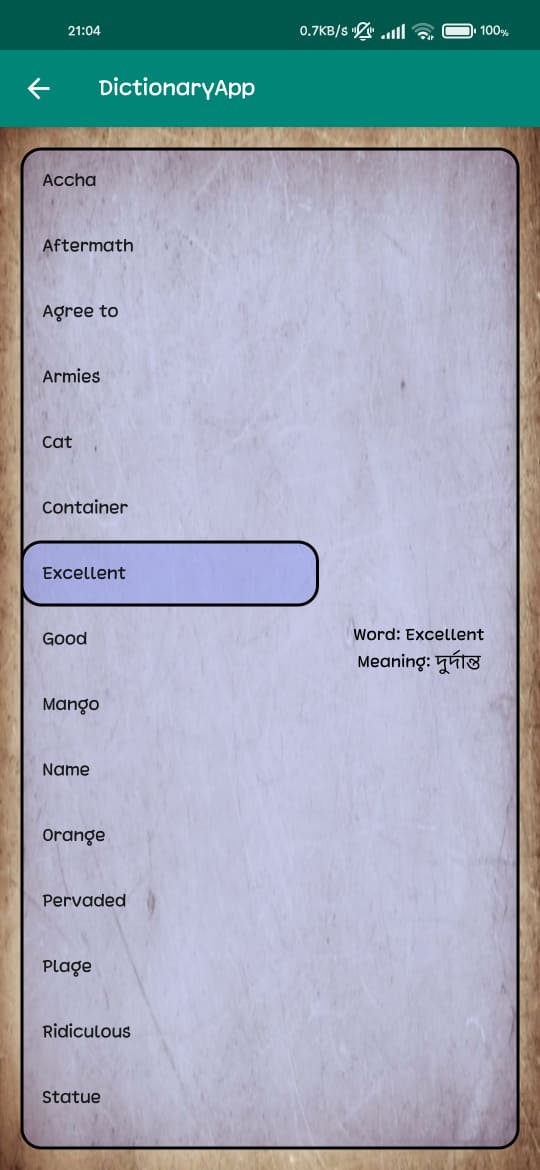 21:04 0.7KB/s 100%
DictionaryApp
Accha
Aftermath
Agree to
Armies
Cat
Container
Excellent
Good
Word: Excellent
Meaning: দুর্দান্ত
Mango
Name
Orange
Pervaded
Plage
Ridiculous
Statue